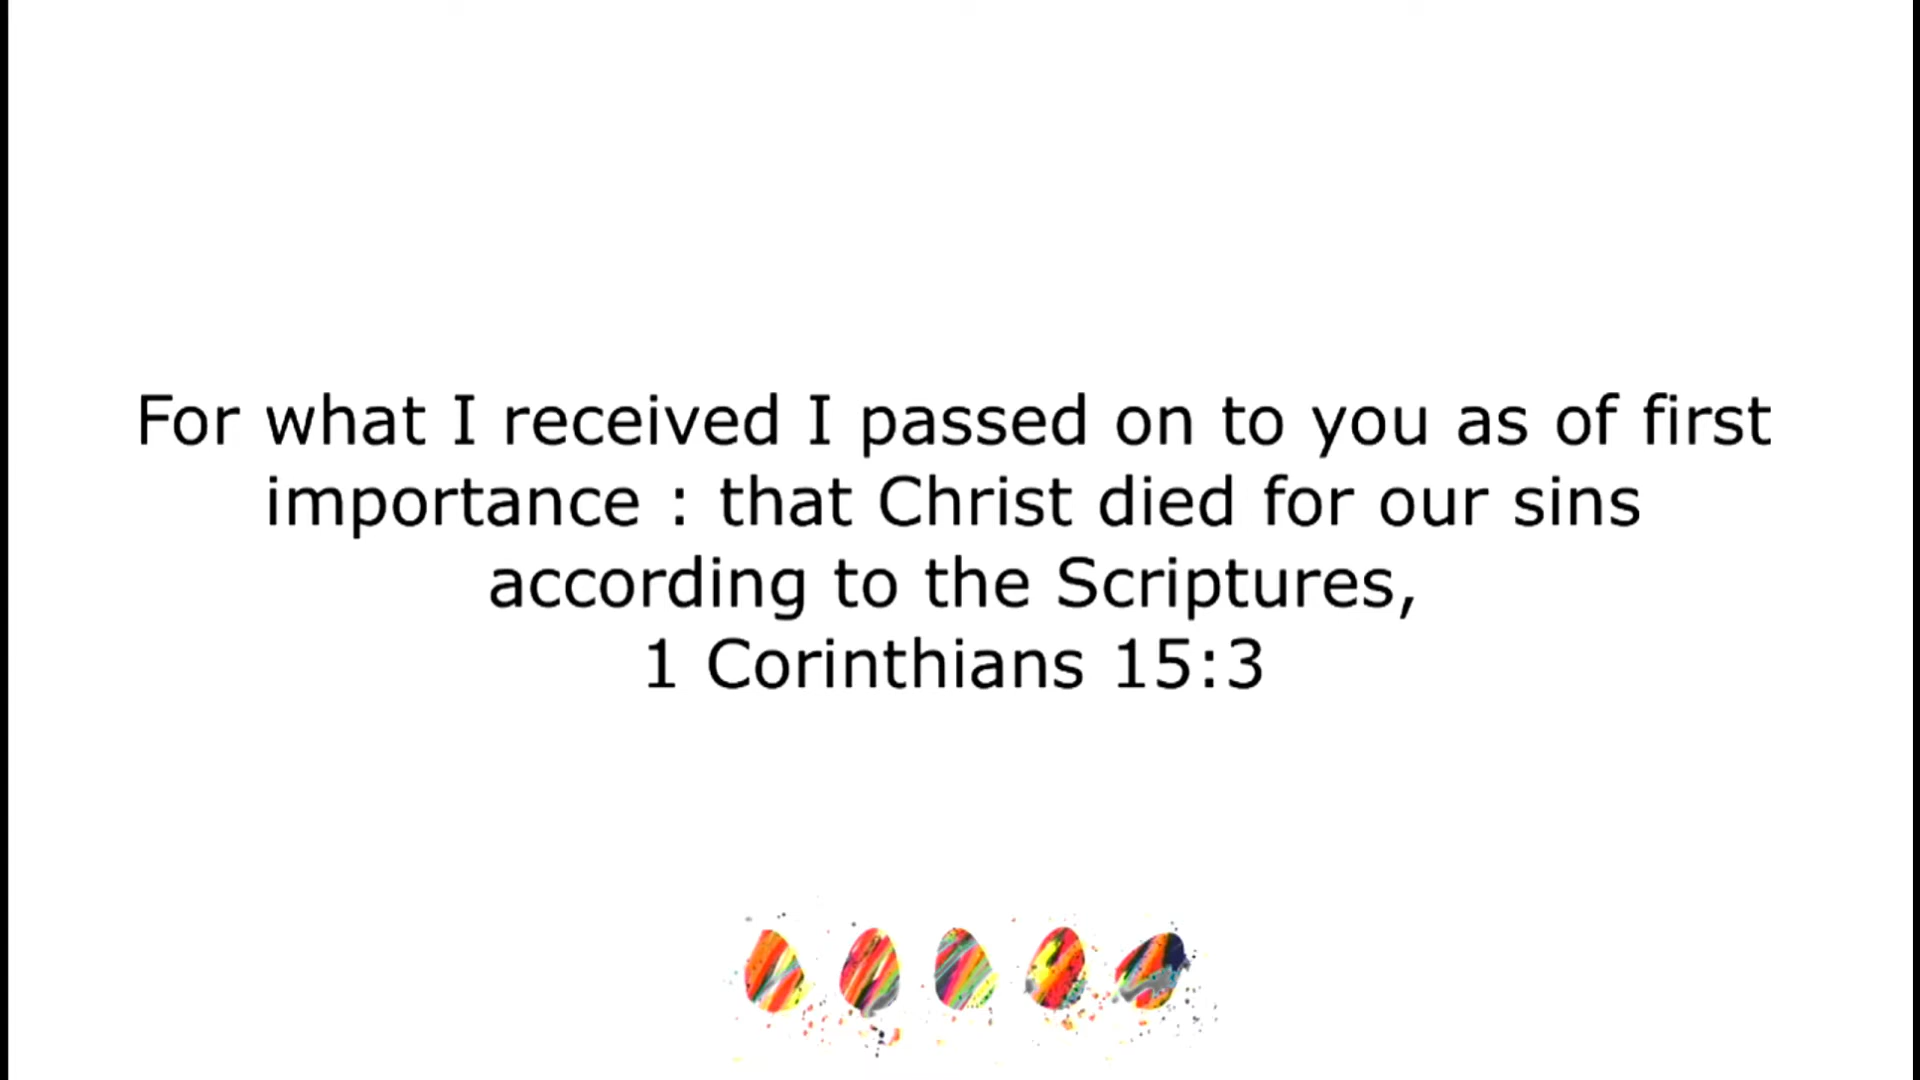 For what I received I passed on to you as of first
importance : that Christ died for our sins
according to the Scriptures,
1 Corinthians 15:3